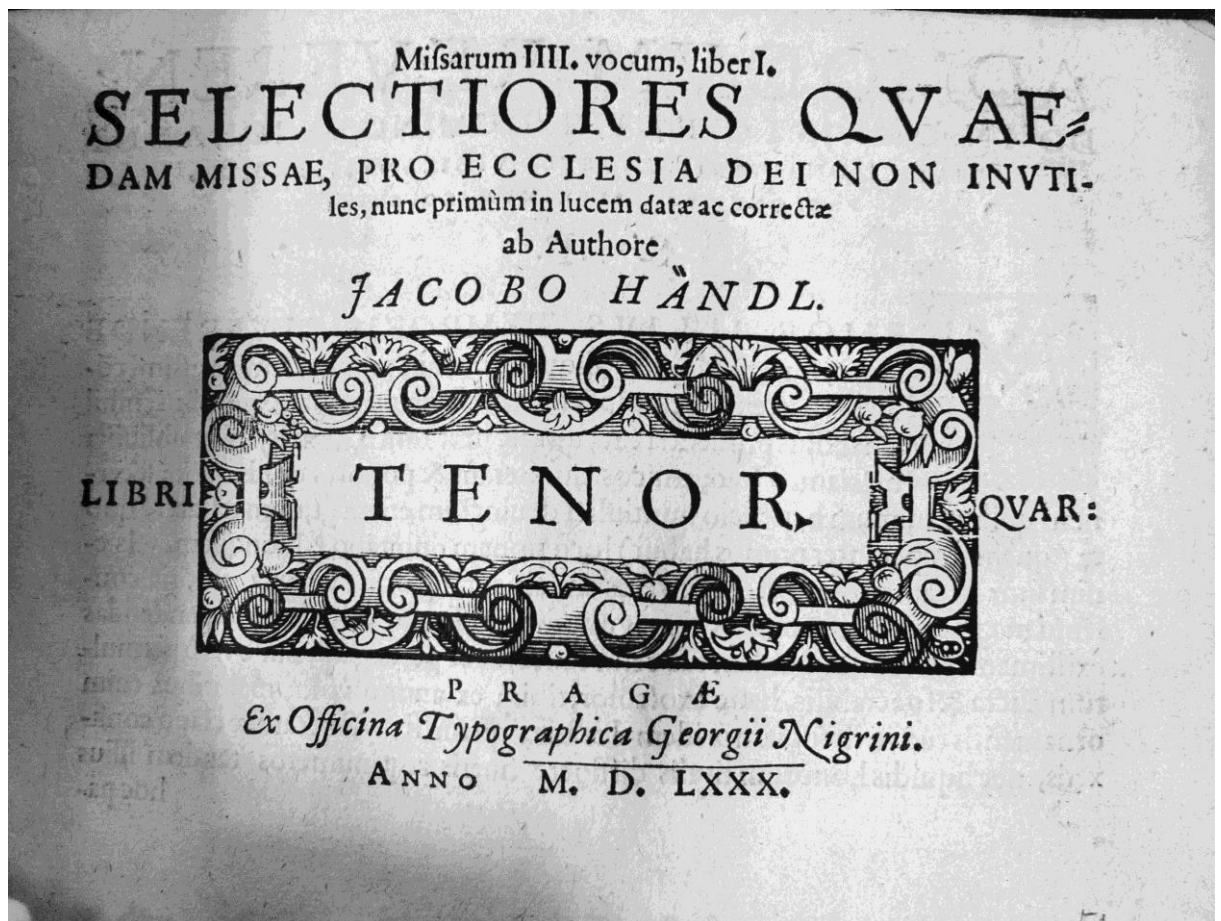 Miſsarum IIII. vocum, liber I.
SELECTIORES QVAE⸗
DAM MISSAE, PRO ECCLESIA DEI NON INVTI-
les, nunc primùm in lucem datæ ac correctæ
ab Authore
JACOBO HÄNDL.
LIBRI TENOR. QVAR:
PRAGÆ
Ex Officina Typographica Georgii Nigrini.
ANNO M. D. LXXX.